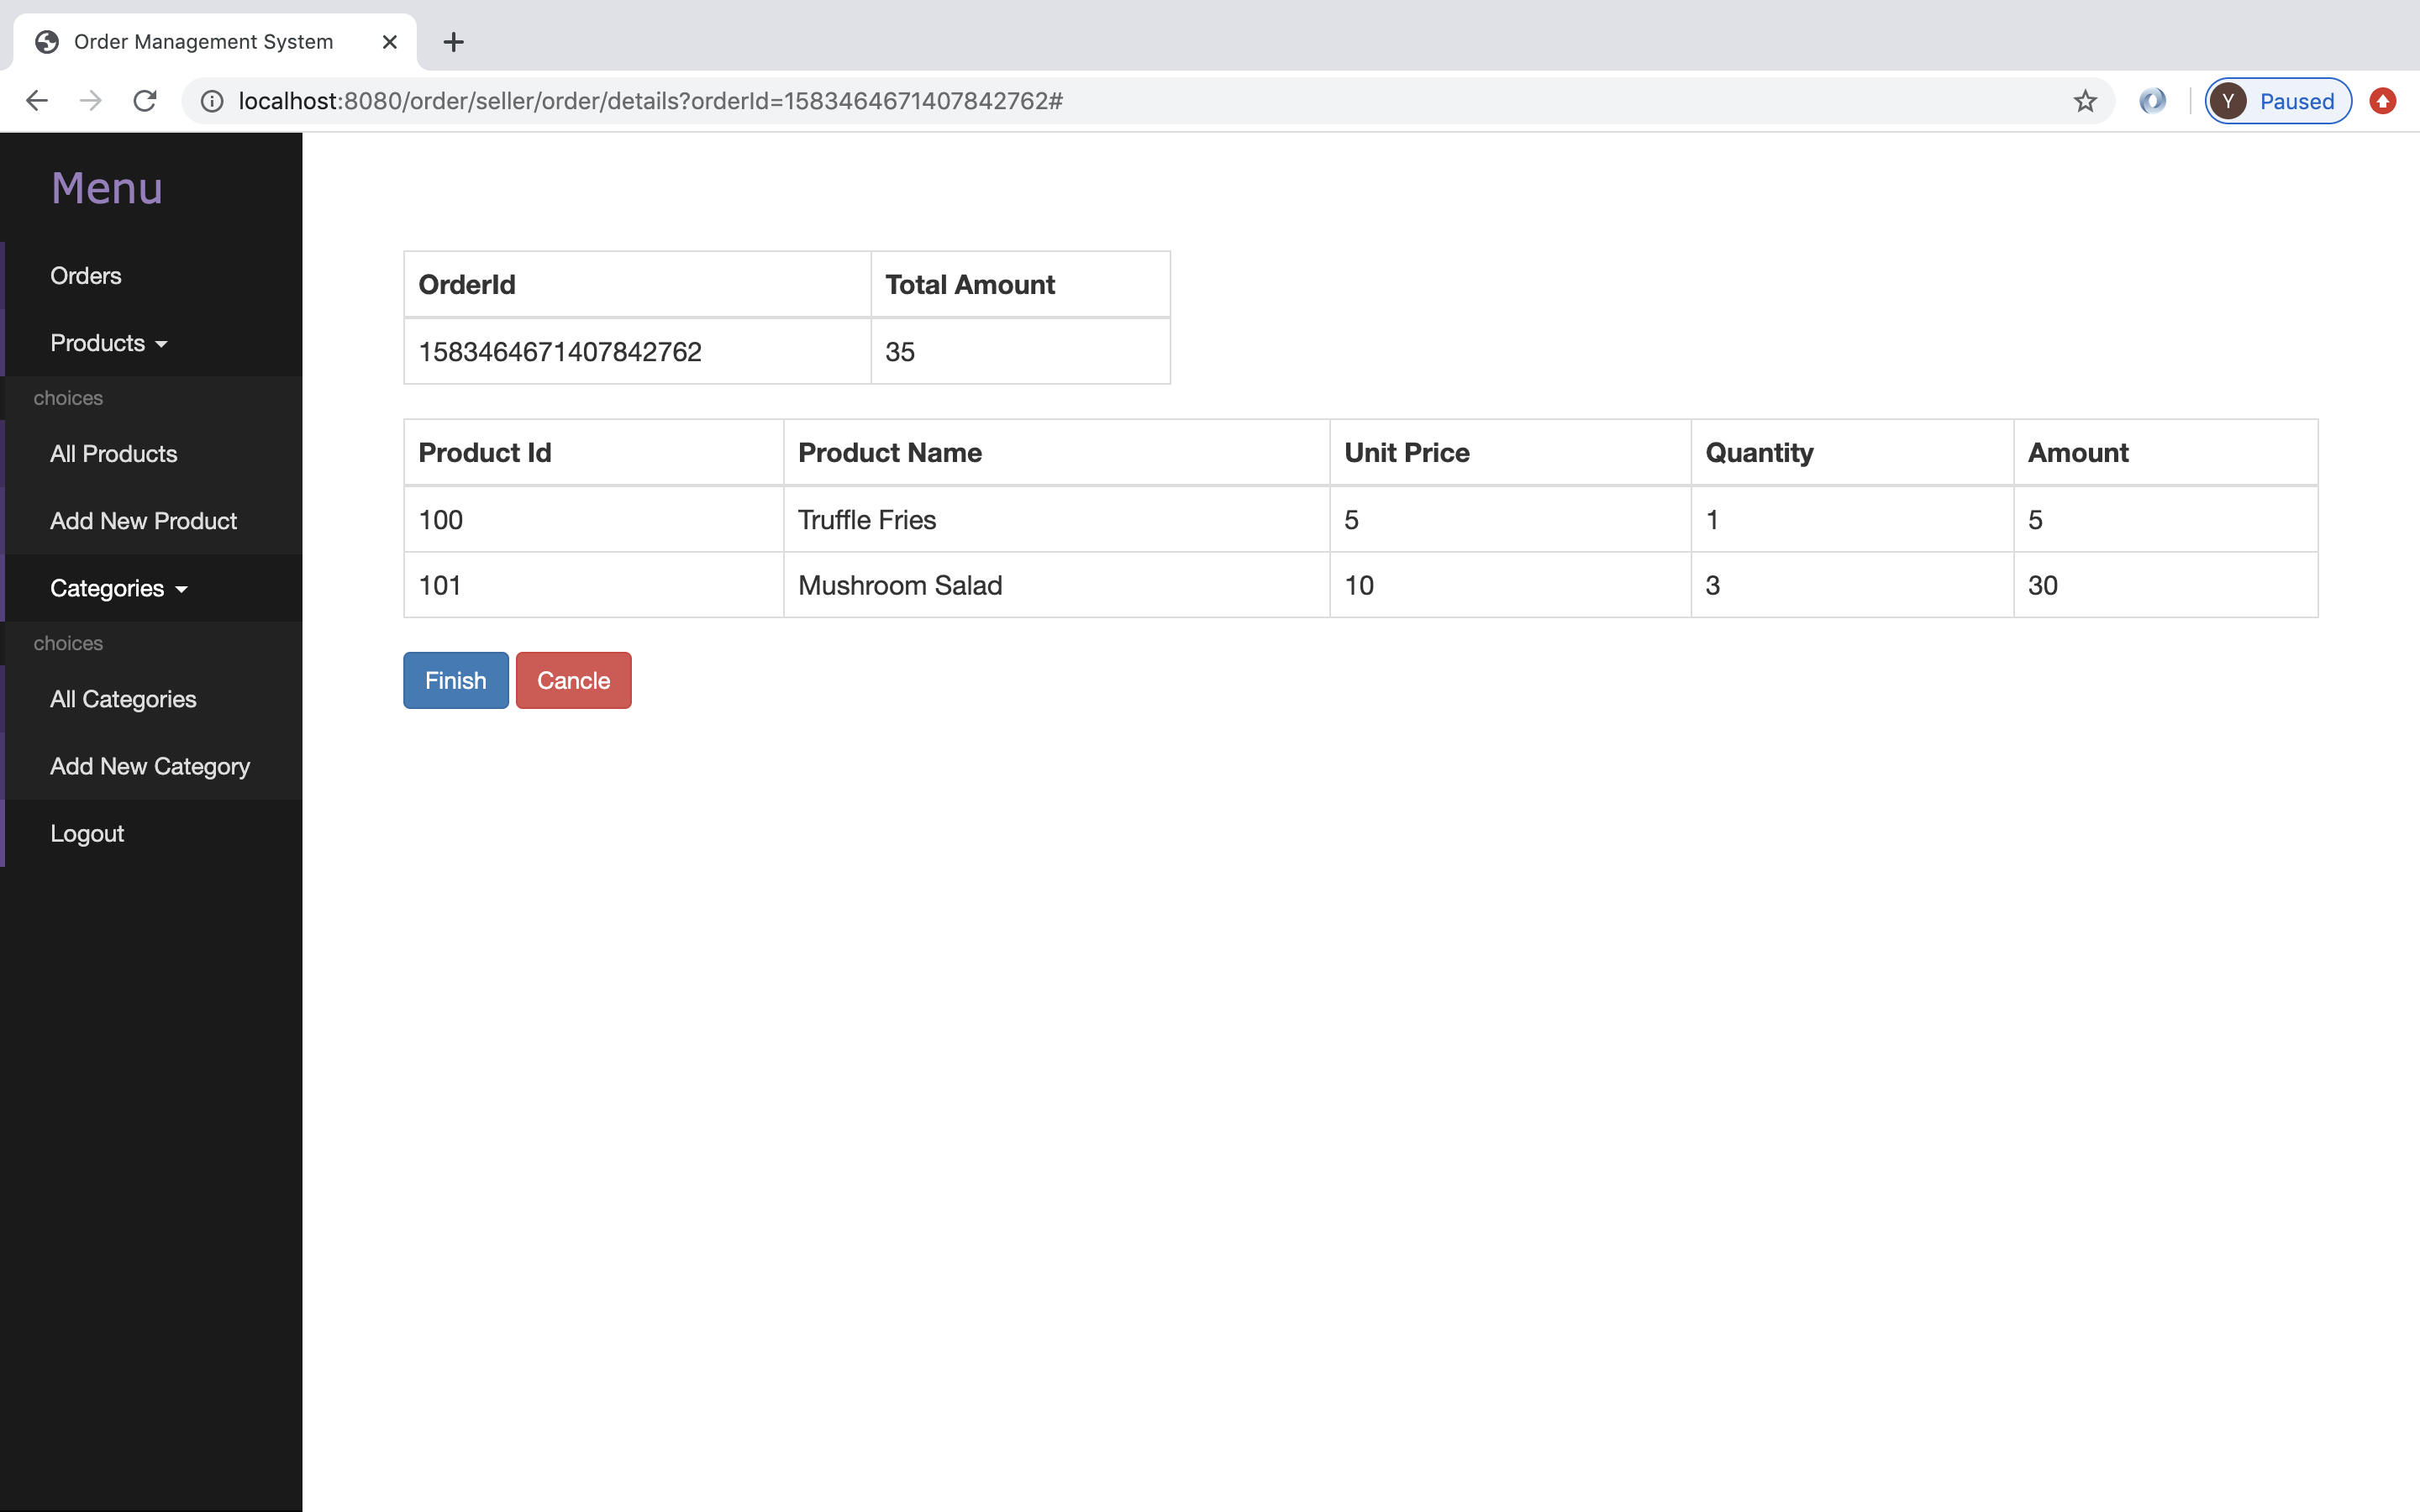 Order Management System
localhost:8080/order/seller/order/details?orderId=1583464671407842762#
Y Paused
Menu
Orders
Products
choices
All Products
Add New Product
Categories
choices
All Categories
Add New Category
Logout
OrderId Total Amount
1583464671407842762 35
Product Id Product Name Unit Price Quantity Amount
100 Truffle Fries 5 1 5
101 Mushroom Salad 10 3 30
Finish Cancle